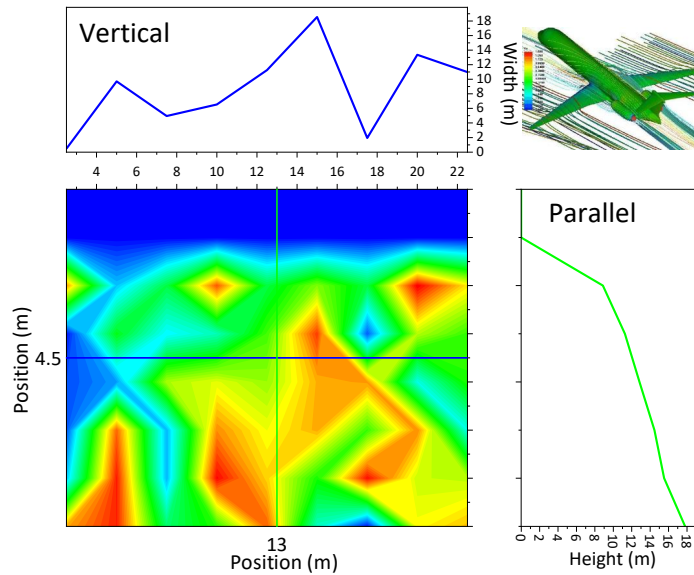 Vertical
18
16
14
12
10
8
6
4
2
0
Width (m)
4 6 8 10 12 14 16 18 20 22
Parallel
4.5
Position (m)
13
Position (m)
0 2 4 6 8 10 12 14 16 18
Height (m)